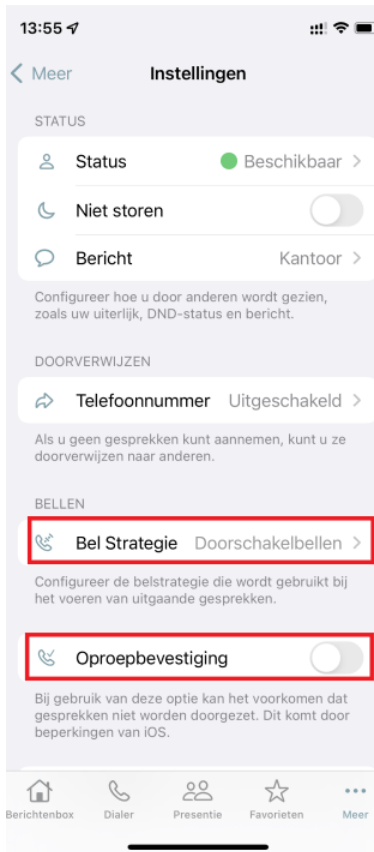 13:55
Meer Instellingen
STATUS
Status Beschikbaar
Niet storen
Bericht Kantoor
Configureer hoe u door anderen wordt gezien,
zoals uw uiterlijk, DND-status en bericht.
DOORVERWIJZEN
Telefoonnummer Uitgeschakeld
Als u geen gesprekken kunt aannemen, kunt u ze
doorverwijzen naar anderen.
BELLEN
Bel Strategie Doorschakelbellen
Configureer de belstrategie die wordt gebruikt bij
het voeren van uitgaande gesprekken.
Oproepbevestiging
Bij gebruik van deze optie kan het voorkomen dat
gesprekken niet worden doorgezet. Dit komt door
beperkingen van iOS.
Berichtenbox Dialer Presentie Favorieten Meer